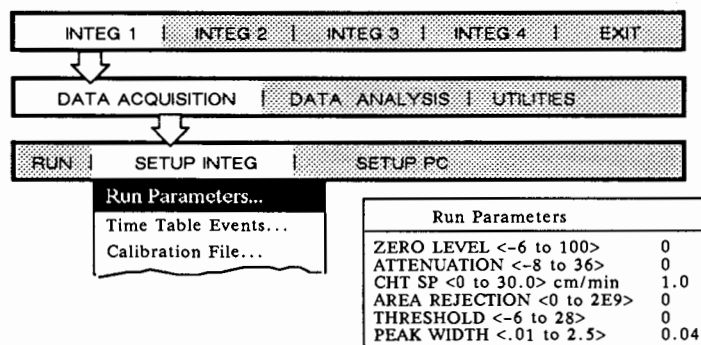 INTEG 1 INTEG 2 INTEG 3 INTEG 4 EXIT
DATA ACQUISITION DATA ANALYSIS UTILITIES
RUN SETUP INTEG SETUP PC
Run Parameters...
Time Table Events...
Calibration File...
Run Parameters
ZERO LEVEL <-6 to 100> 0
ATTENUATION <-8 to 36> 0
CHT SP <0 to 30.0> cm/min 1.0
AREA REJECTION <0 to 2E9> 0
THRESHOLD <-6 to 28> 0
PEAK WIDTH <.01 to 2.5> 0.04